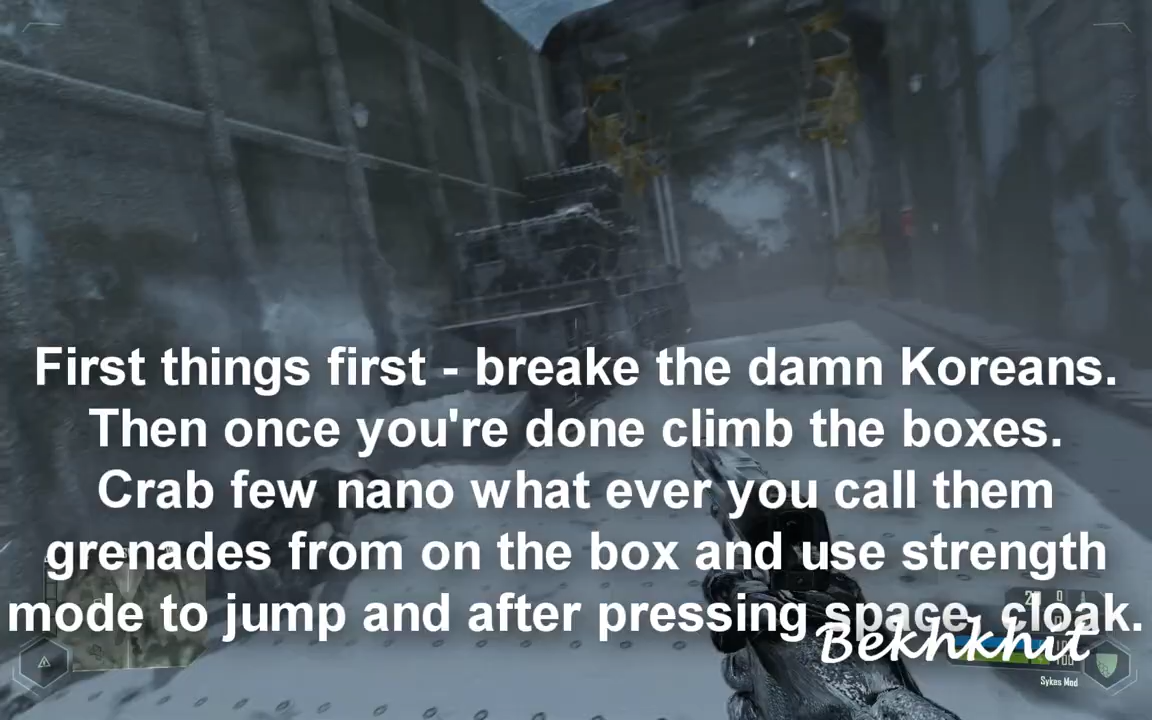 First things first - breake the damn Koreans.
Then once you're done climb the boxes.
Crab few nano what ever you call them
grenades from on the box and use strength
mode to jump and after pressing space, cloak.
Bekhkhit
Sykes Mod